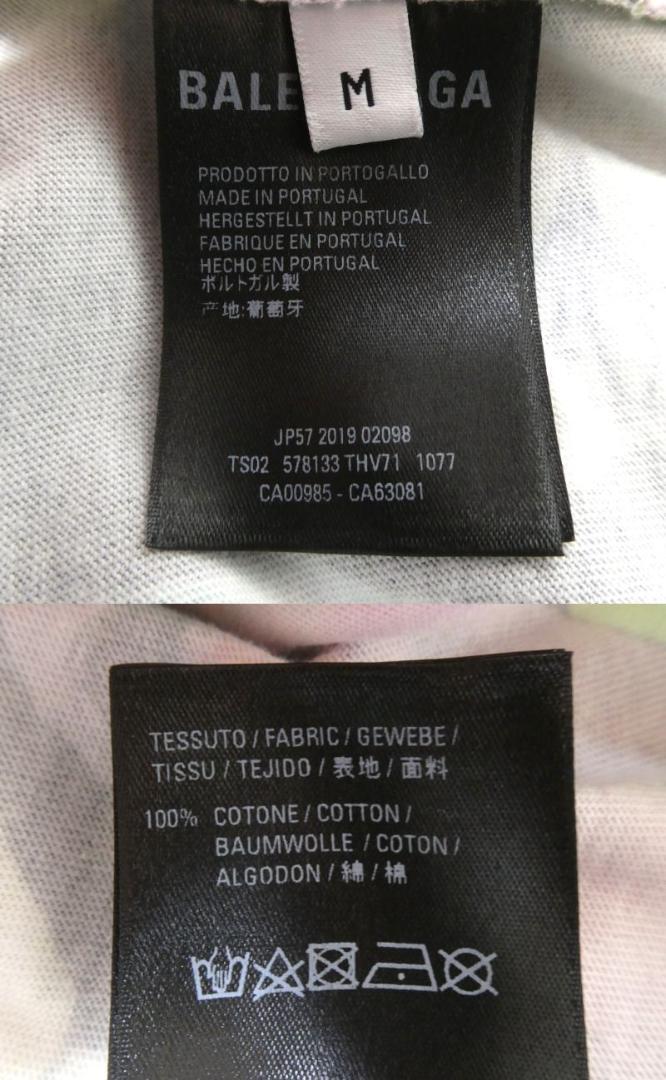 BALE GA
M
PRODOTTO IN PORTOGALLO
MADE IN PORTUGAL
HERGESTELLT IN PORTUGAL
FABRIQUE EN PORTUGAL
HECHO EN PORTUGAL
ポルトガル製
产地:葡萄牙
JP57 2019 02098
TS02 578133 THV71 1077
CA00985 - CA63081
TESSUTO / FABRIC / GEWEBE /
TISSU / TEJIDO / 表地 / 面料
100% COTONE / COTTON /
BAUMWOLLE / COTON /
ALGODON / 綿 / 棉